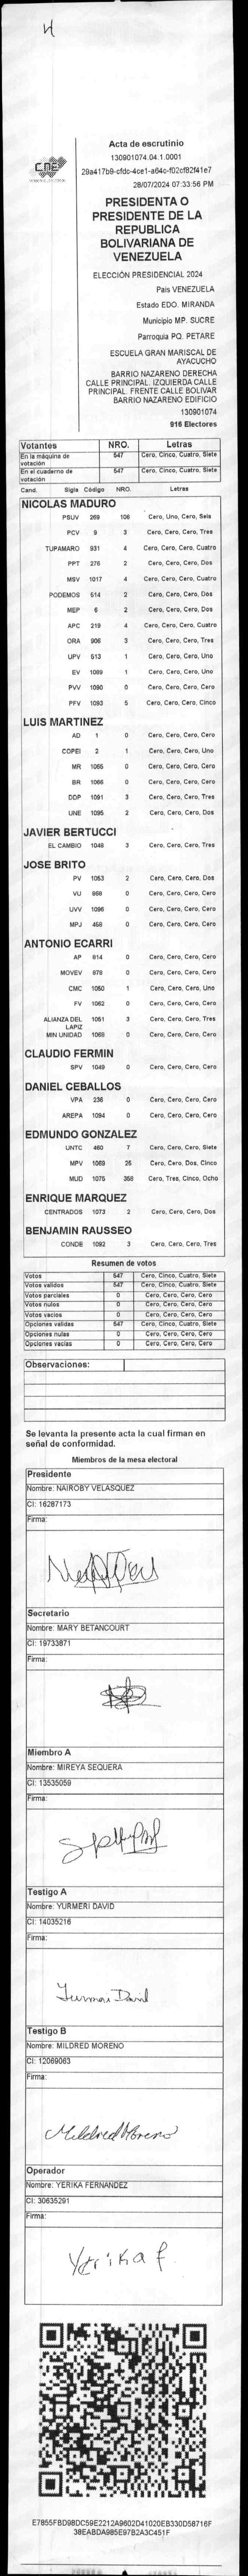 Acta de escrutinio
130901074.04.1.0001
29a417b9-cfdc-4ce1-a64c-f02cf82f41e7
28/07/2024 07:33:56 PM
CNE
PRESIDENTA O
PRESIDENTE DE LA
REPUBLICA
BOLIVARIANA DE
VENEZUELA
ELECCIÓN PRESIDENCIAL 2024
País VENEZUELA
Estado EDO. MIRANDA
Municipio MP. SUCRE
Parroquia PQ. PETARE
ESCUELA GRAN MARISCAL DE
AYACUCHO
BARRIO NAZARENO DERECHA
CALLE PRINCIPAL. IZQUIERDA CALLE
PRINCIPAL. FRENTE CALLE BOLIVAR
BARRIO NAZARENO EDIFICIO
130901074
916 Electores
Votantes NRO. Letras
En la máquina de votación 547 Cero, Cinco, Cuatro, Siete
En el cuaderno de votación 547 Cero, Cinco, Cuatro, Siete
Cand. Sigla Código NRO. Letras
NICOLAS MADURO
PSUV 269 106 Cero, Uno, Cero, Seis
PCV 9 3 Cero, Cero, Cero, Tres
TUPAMARO 931 4 Cero, Cero, Cero, Cuatro
PPT 276 2 Cero, Cero, Cero, Dos
MSV 1017 4 Cero, Cero, Cero, Cuatro
PODEMOS 514 2 Cero, Cero, Cero, Dos
MEP 6 2 Cero, Cero, Cero, Dos
APC 219 4 Cero, Cero, Cero, Cuatro
ORA 906 3 Cero, Cero, Cero, Tres
UPV 613 1 Cero, Cero, Cero, Uno
EV 1089 1 Cero, Cero, Cero, Uno
PVV 1090 0 Cero, Cero, Cero, Cero
PFV 1093 5 Cero, Cero, Cero, Cinco
LUIS MARTINEZ
AD 1 0 Cero, Cero, Cero, Cero
COPEI 2 1 Cero, Cero, Cero, Uno
MR 1055 0 Cero, Cero, Cero, Cero
BR 1066 0 Cero, Cero, Cero, Cero
DDP 1091 3 Cero, Cero, Cero, Tres
UNE 1095 2 Cero, Cero, Cero, Dos
JAVIER BERTUCCI
EL CAMBIO 1048 3 Cero, Cero, Cero, Tres
JOSE BRITO
PV 1053 2 Cero, Cero, Cero, Dos
VU 868 0 Cero, Cero, Cero, Cero
UVV 1096 0 Cero, Cero, Cero, Cero
MPJ 458 0 Cero, Cero, Cero, Cero
ANTONIO ECARRI
AP 814 0 Cero, Cero, Cero, Cero
MOVEV 878 0 Cero, Cero, Cero, Cero
CMC 1050 1 Cero, Cero, Cero, Uno
FV 1062 0 Cero, Cero, Cero, Cero
ALIANZA DEL LAPIZ 1051 3 Cero, Cero, Cero, Tres
MIN UNIDAD 1068 0 Cero, Cero, Cero, Cero
CLAUDIO FERMIN
SPV 1049 0 Cero, Cero, Cero, Cero
DANIEL CEBALLOS
VPA 236 0 Cero, Cero, Cero, Cero
AREPA 1094 0 Cero, Cero, Cero, Cero
EDMUNDO GONZALEZ
UNTC 460 7 Cero, Cero, Cero, Siete
MPV 1069 25 Cero, Cero, Dos, Cinco
MUD 1075 358 Cero, Tres, Cinco, Ocho
ENRIQUE MARQUEZ
CENTRADOS 1073 2 Cero, Cero, Cero, Dos
BENJAMIN RAUSSEO
CONDE 1092 3 Cero, Cero, Cero, Tres
Resumen de votos
Votos 547 Cero, Cinco, Cuatro, Siete
Votos validos 547 Cero, Cinco, Cuatro, Siete
Votos parciales 0 Cero, Cero, Cero, Cero
Votos nulos 0 Cero, Cero, Cero, Cero
Votos vacios 0 Cero, Cero, Cero, Cero
Opciones validas 547 Cero, Cinco, Cuatro, Siete
Opciones nulas 0 Cero, Cero, Cero, Cero
Opciones vacias 0 Cero, Cero, Cero, Cero
Observaciones:
Se levanta la presente acta la cual firman en
señal de conformidad.
Miembros de la mesa electoral
Presidente
Nombre: NAIROBY VELASQUEZ
CI: 16287173
Firma:
Secretario
Nombre: MARY BETANCOURT
CI: 19733871
Firma:
Miembro A
Nombre: MIREYA SEQUERA
CI: 13535059
Firma:
Testigo A
Nombre: YURMERI DAVID
CI: 14035216
Firma:
Yurmeri David
Testigo B
Nombre: MILDRED MORENO
CI: 12069063
Firma:
Mildred Moreno
Operador
Nombre: YERIKA FERNANDEZ
CI: 30635291
Firma:
Yerika f.
E7855FBD98DC59E2212A9602D41020EB330D58716F
38EABDA985E97B2A3C451F